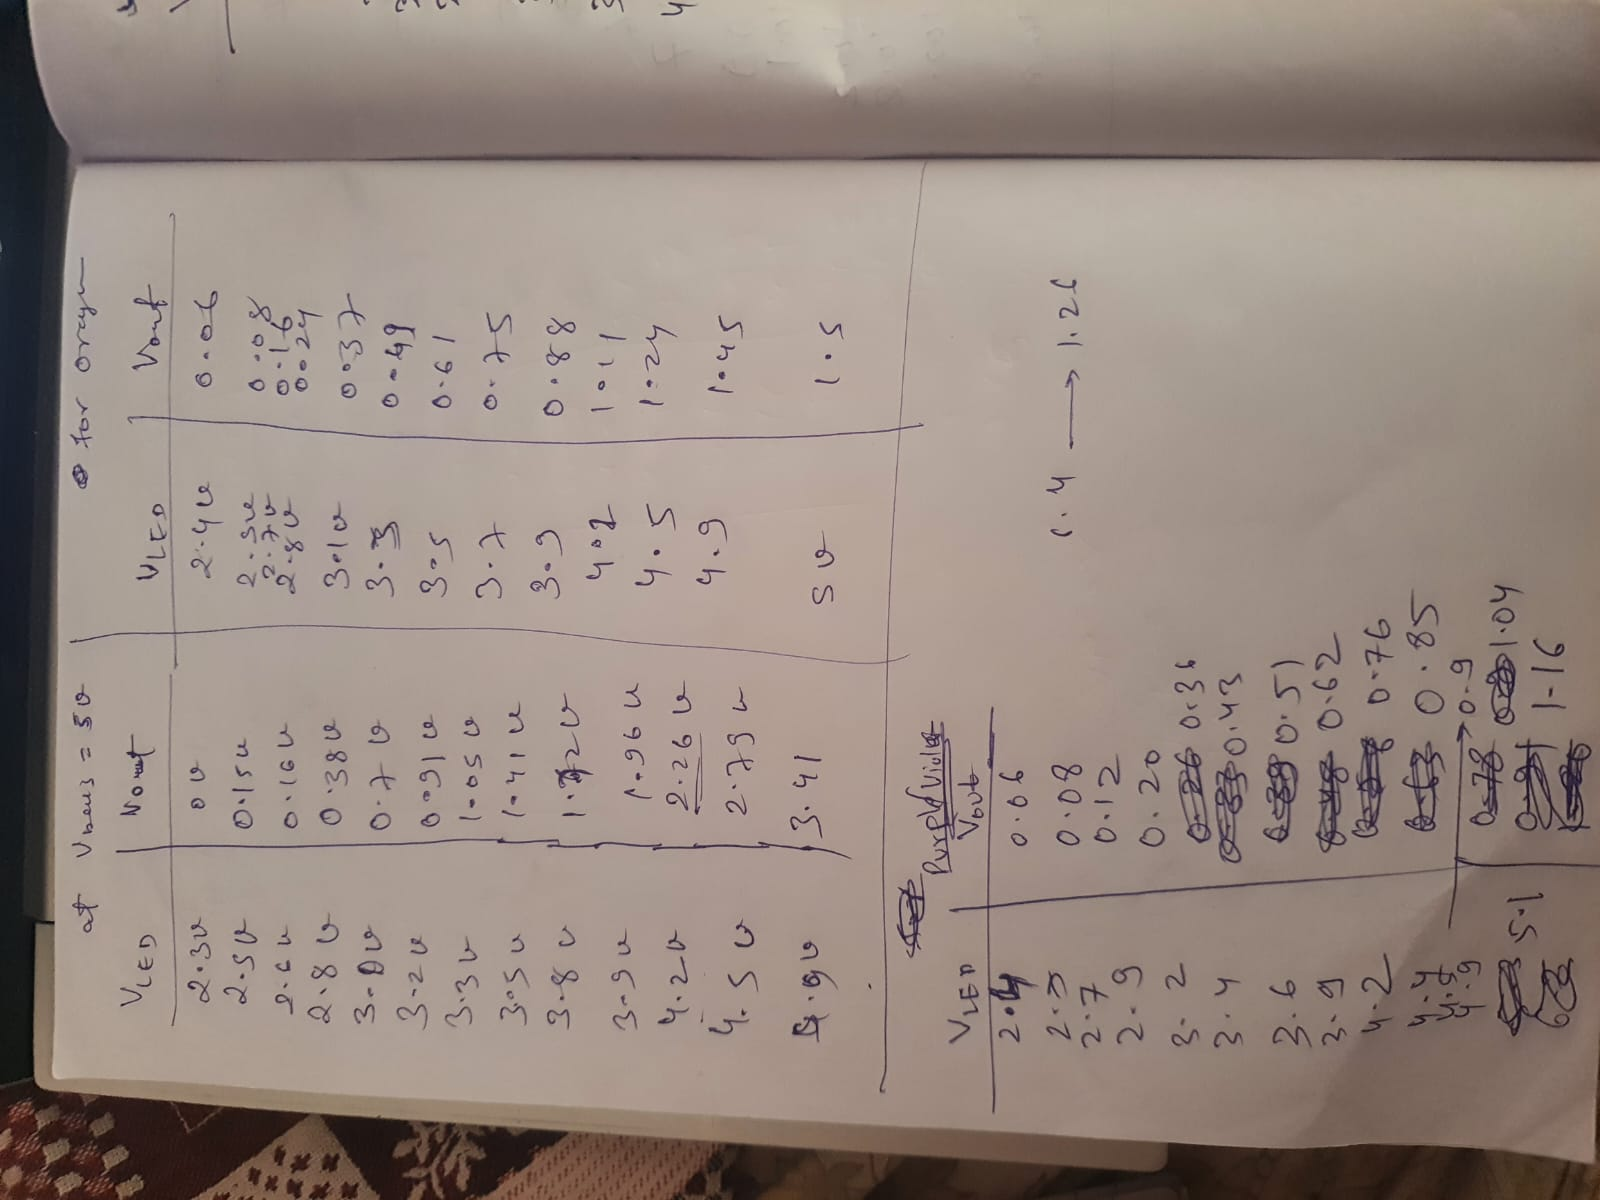 at Vbeus = 5v for orange
VLED Vout VLED Vout
2.3v 0v 2.4v 0.06
2.5v 0.15v 2.5v 0.08
2.6v 0.16v 2.7v 0.16
2.8v 0.38v 2.8v 0.24
3.0v 0.7v 3.1v 0.37
3.2v 0.91v 3.3 0.49
3.3v 1.05v 3.5 0.61
3.5v 1.41v 3.7 0.75
3.8v 1.72v 3.9 0.88
3.9v 1.96v 4.2 1.11
4.2v 2.26v 4.5 1.24
4.5v 2.79v 4.9 1.45
4.9v 3.41 5v 1.5
Purple/Violet
VLED Vout
2.4 0.06
2.5 0.08
2.7 0.12
2.9 0.20
3.2 0.36
3.4 0.43
3.6 0.51
3.9 0.62
4.2 0.76
4.4 0.85
4.9 0.9
5.1 1.04
1.16
→ 1.26